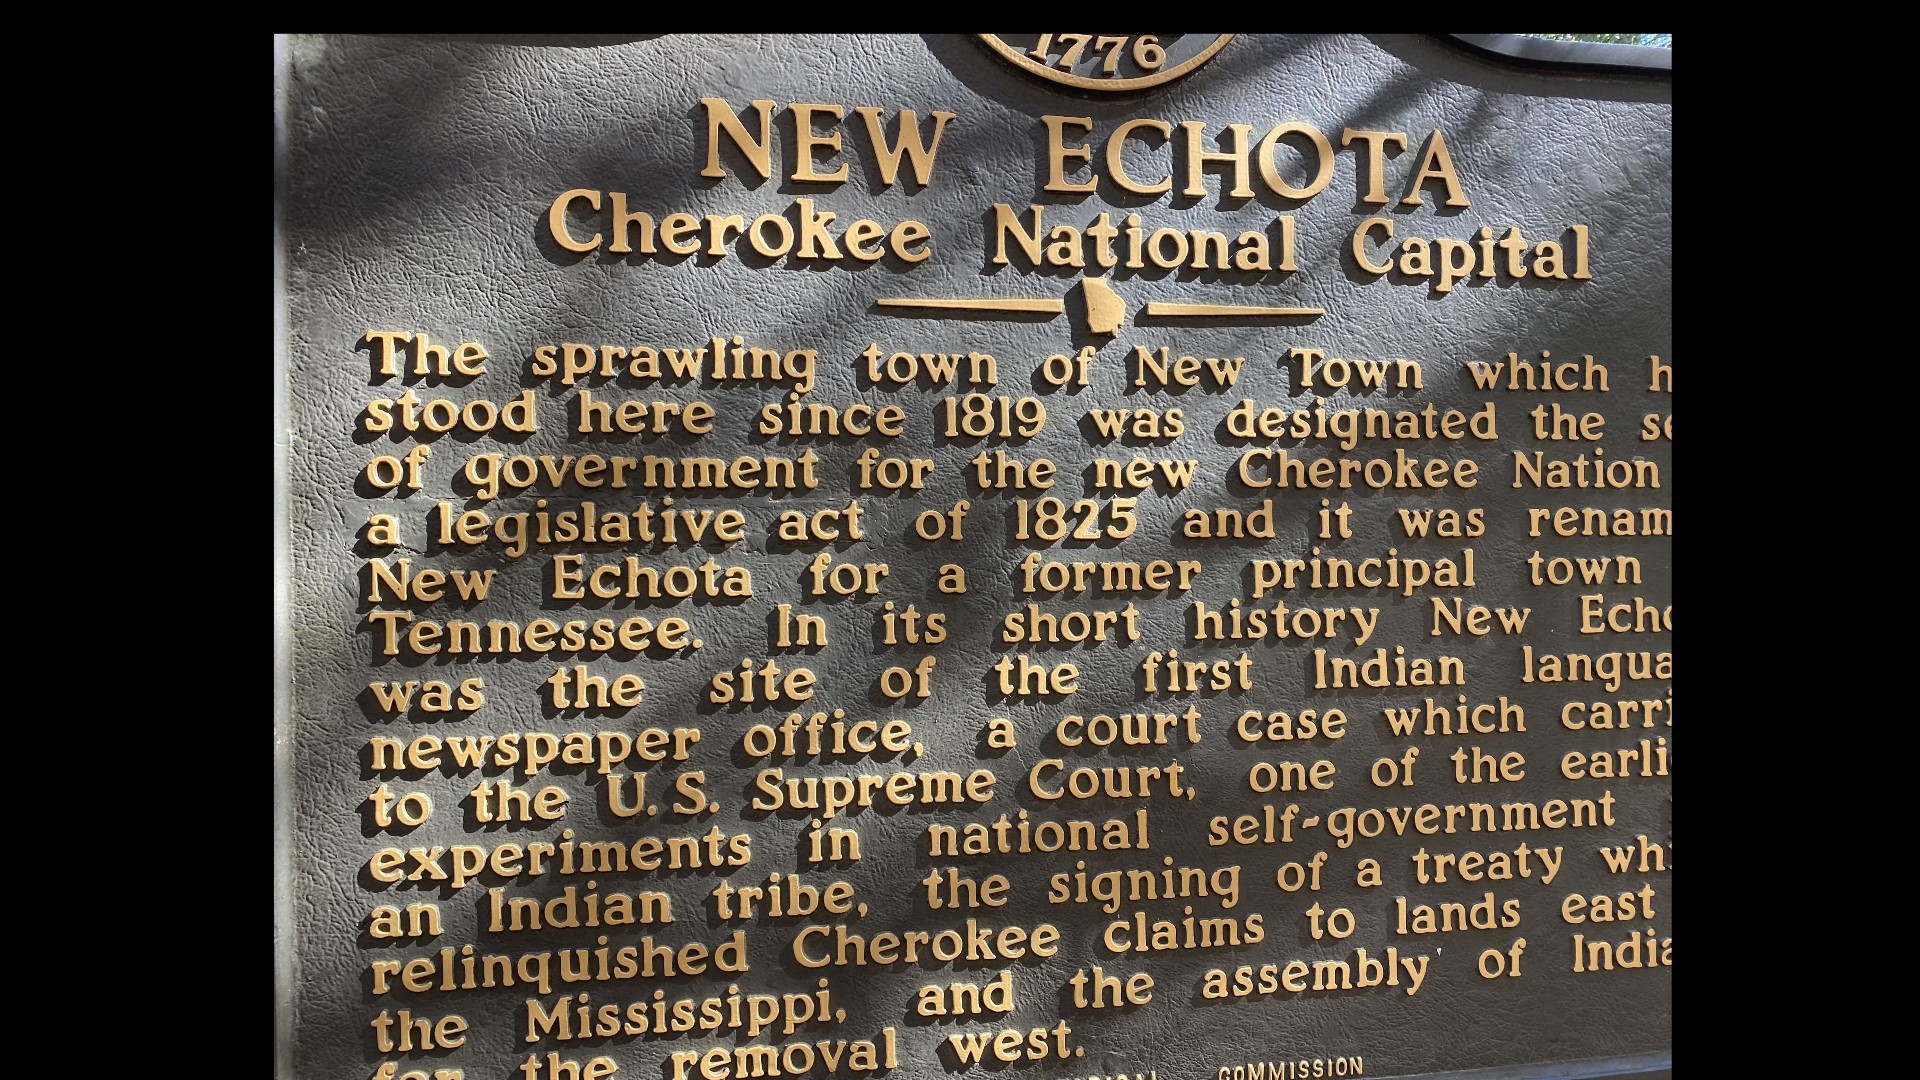 1776
NEW ECHOTA
Cherokee National Capital
The sprawling town of New Town which
stood here since 1819 was designated the
of government for the new Cherokee Nation
a legislative act of 1825 and it was renam
New Echota for a former principal town
Tennessee. In its short history New Echo
was the site of the first Indian langua
newspaper office, a court case which carri
to the U.S. Supreme Court, one of the earli
experiments in national self-government
an Indian tribe, the signing of a treaty whi
relinquished Cherokee claims to lands east
the Mississippi, and the assembly of India
for the removal west.
COMMISSION